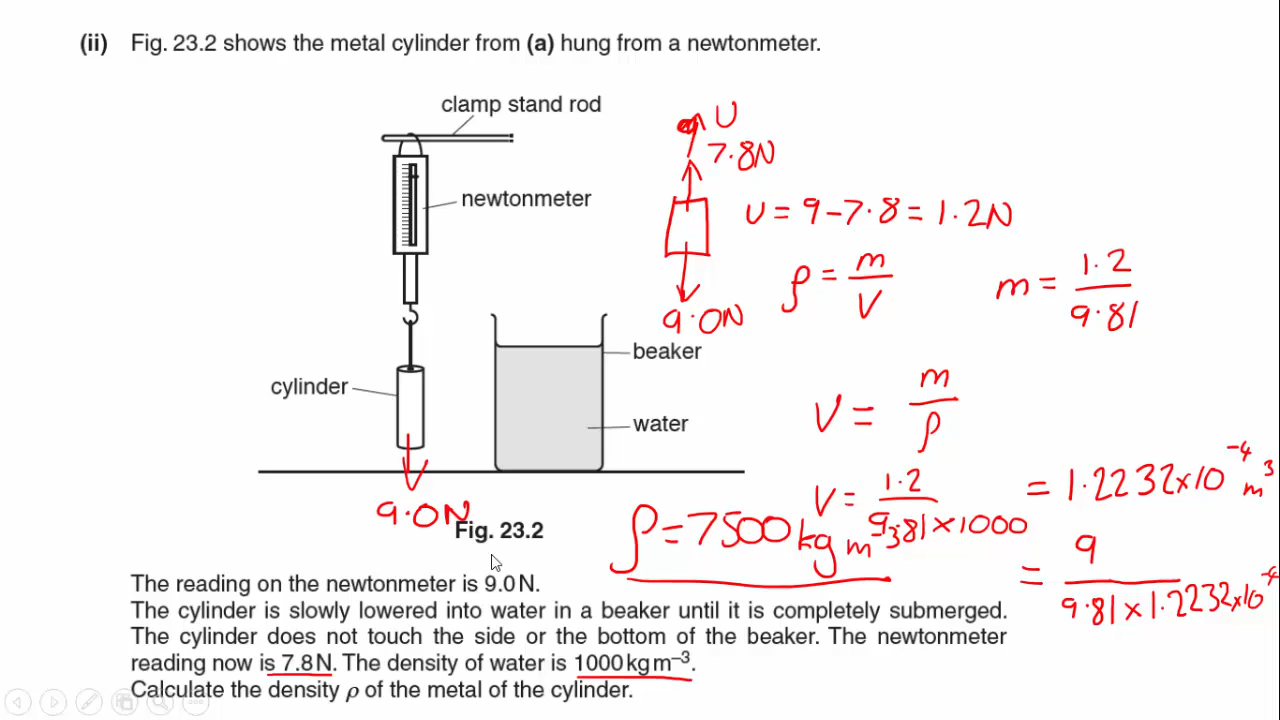 (ii) Fig. 23.2 shows the metal cylinder from (a) hung from a newtonmeter.
clamp stand rod
U
7.8N
newtonmeter
U = 9-7.8 = 1.2N
ρ = m/V
m = 1.2/9.81
9.0N
beaker
cylinder
V = m/ρ
water
V = 1.2/9.81×1000
= 1.2232×10⁻⁴ m³
9.0N
Fig. 23.2
ρ = 7500 kg m⁻³
= 9/9.81×1.2232×10⁻⁴
The reading on the newtonmeter is 9.0 N.
The cylinder is slowly lowered into water in a beaker until it is completely submerged.
The cylinder does not touch the side or the bottom of the beaker. The newtonmeter
reading now is 7.8 N. The density of water is 1000 kg m⁻³.
Calculate the density ρ of the metal of the cylinder.